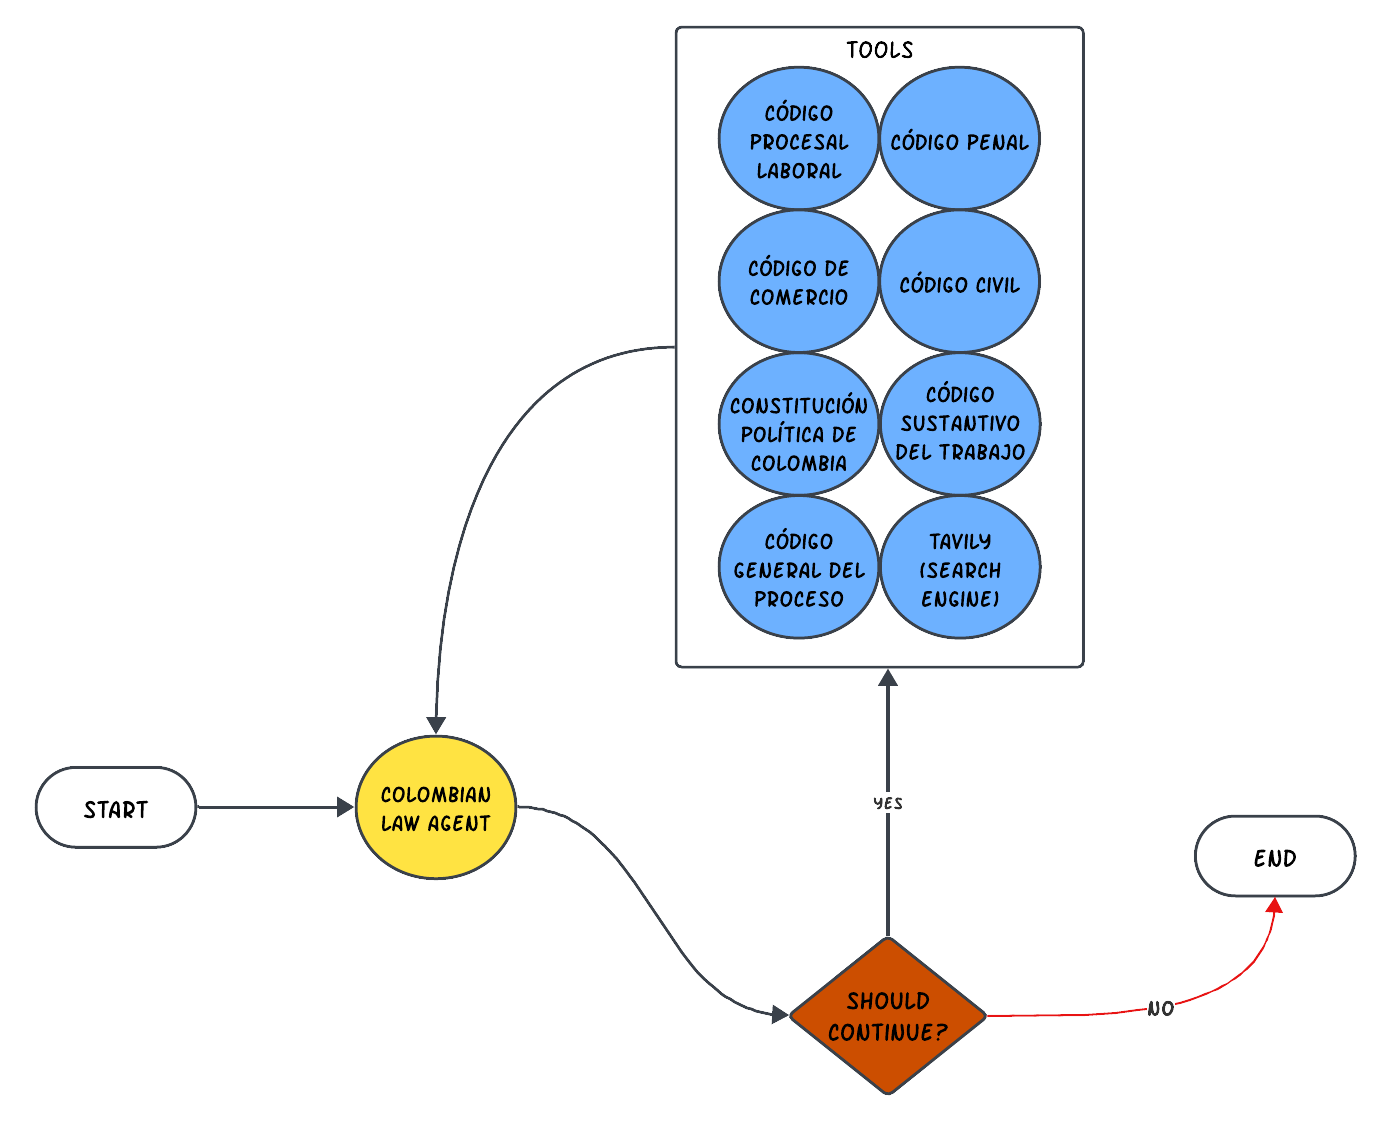 TOOLS
CÓDIGO
PROCESAL
LABORAL
CÓDIGO PENAL
CÓDIGO DE
COMERCIO
CÓDIGO CIVIL
CONSTITUCIÓN
POLÍTICA DE
COLOMBIA
CÓDIGO
SUSTANTIVO
DEL TRABAJO
CÓDIGO
GENERAL DEL
PROCESO
TAVILY
(SEARCH
ENGINE)
START
COLOMBIAN
LAW AGENT
YES
END
SHOULD
CONTINUE?
NO